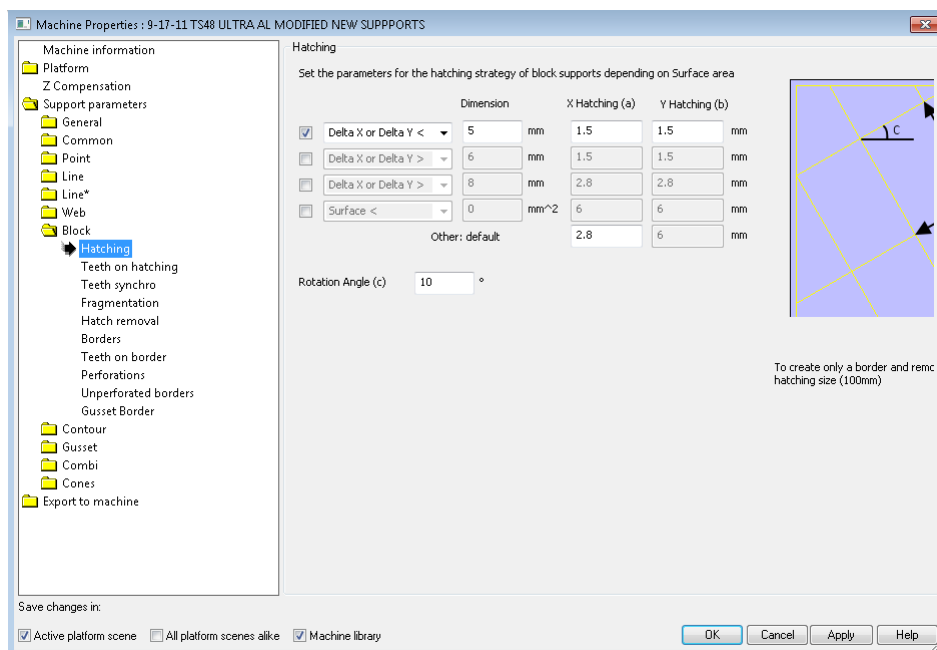 Machine Properties : 9-17-11 TS48 ULTRA AL MODIFIED NEW SUPPPORTS
Machine information
Platform
Z Compensation
Support parameters
General
Common
Point
Line
Line*
Web
Block
Hatching
Teeth on hatching
Teeth synchro
Fragmentation
Hatch removal
Borders
Teeth on border
Perforations
Unperforated borders
Gusset Border
Contour
Gusset
Combi
Cones
Export to machine
Hatching
Set the parameters for the hatching strategy of block supports depending on Surface area
Dimension X Hatching (a) Y Hatching (b)
Delta X or Delta Y < 5 mm 1.5 1.5 mm
Delta X or Delta Y > 6 mm 1.5 1.5 mm
Delta X or Delta Y > 8 mm 2.8 2.8 mm
Surface < 0 mm^2 6 6 mm
Other: default 2.8 6 mm
Rotation Angle (c) 10 °
C
To create only a border and remc
hatching size (100mm)
Save changes in:
Active platform scene All platform scenes alike Machine library
OK Cancel Apply Help